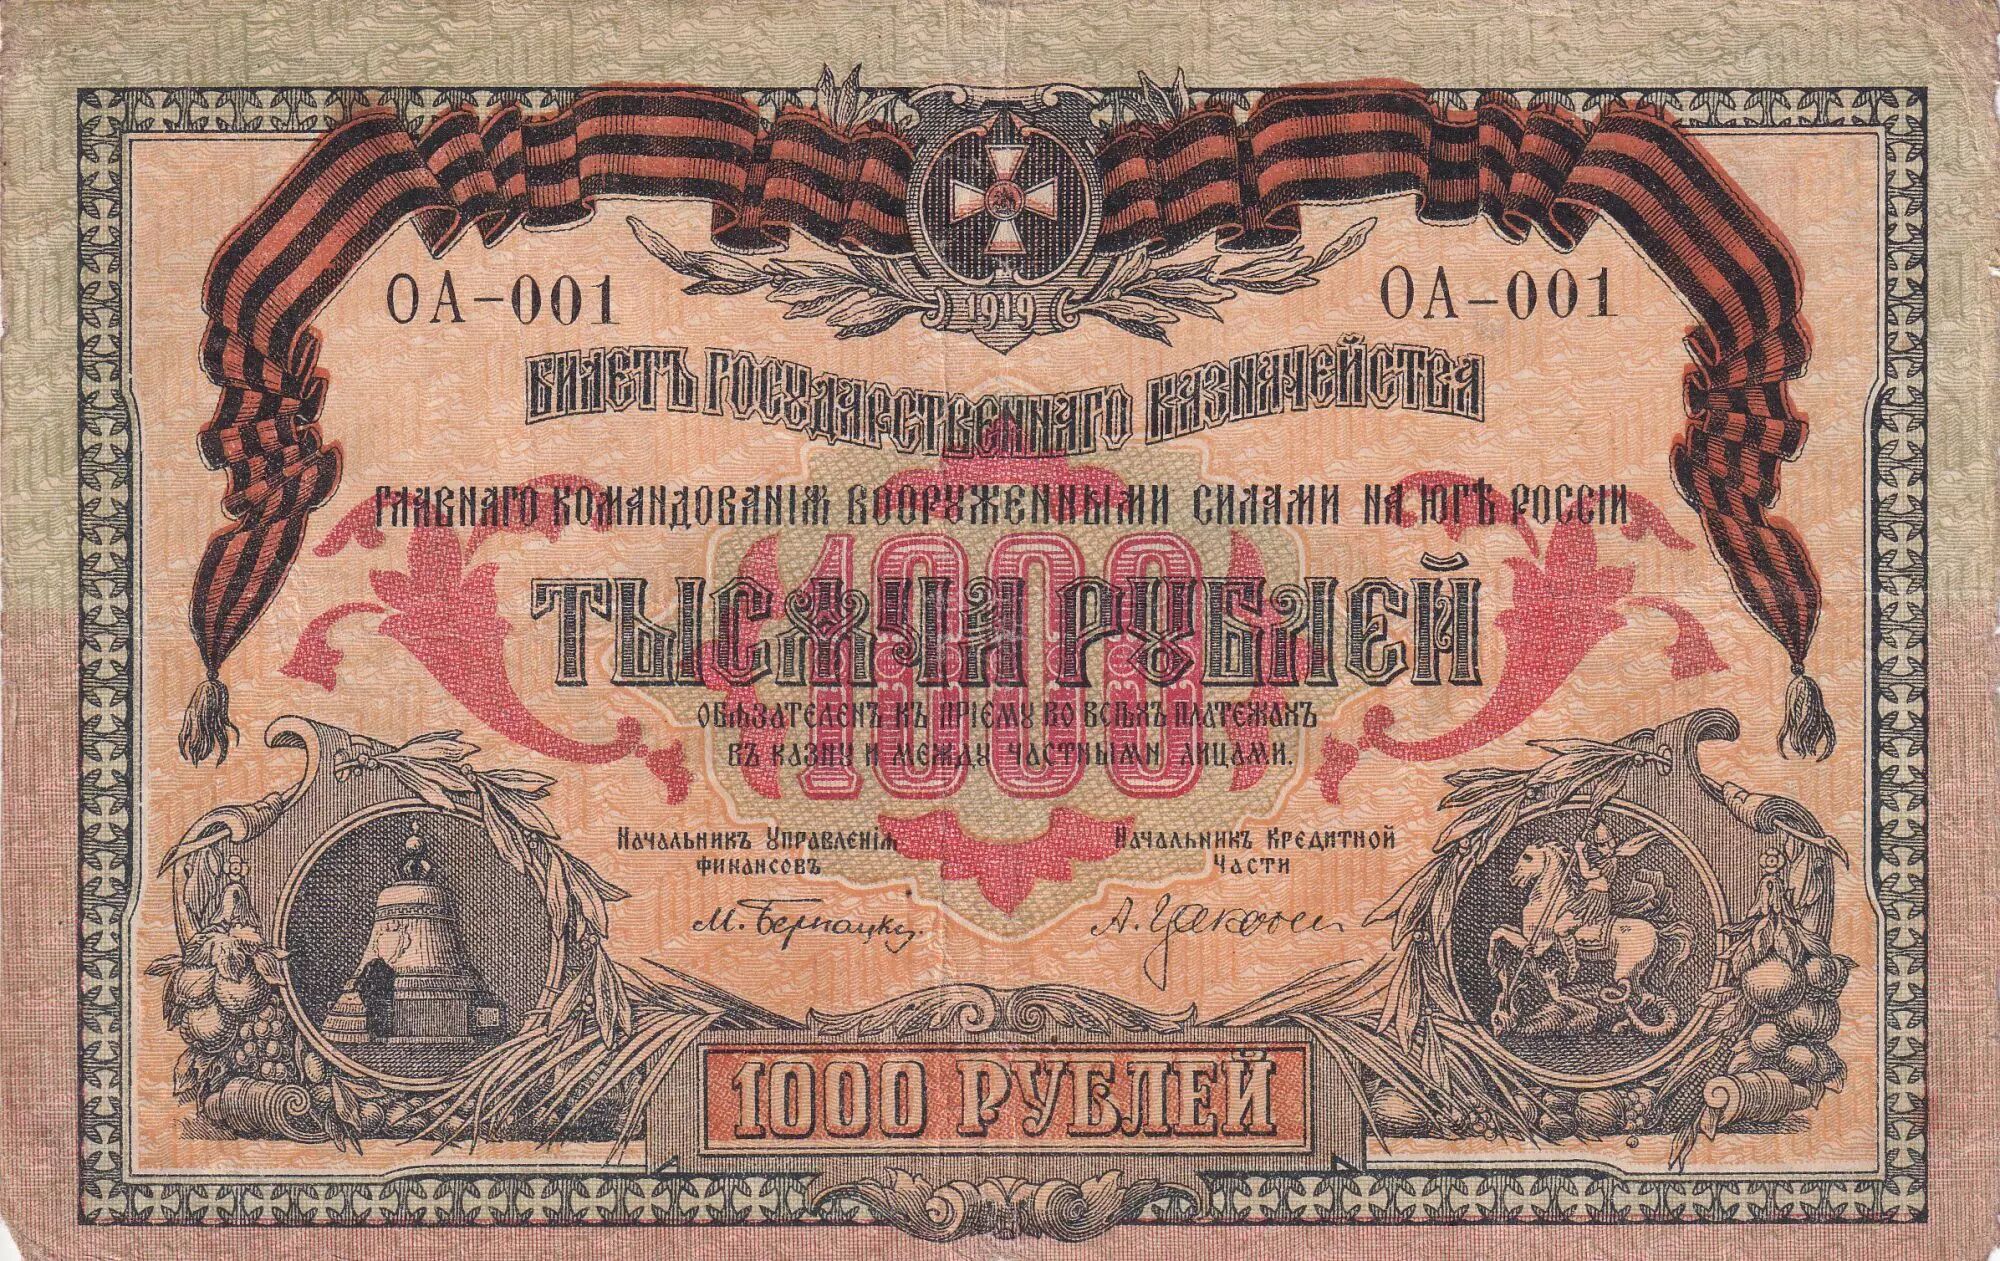 1919
ОА-001
ОА-001
БИЛЕТЪ ГОСУДАРСТВЕННАГО КАЗНАЧЕЙСТВА
ГЛАВНАГО КОМАНДОВАНІЯ ВООРУЖЕННЫМИ СИЛАМИ НА ЮГѢ РОССІИ
1000
ТЫСЯЧА РУБЛЕЙ
ОБЯЗАТЕЛЕНЪ КЪ ПРІЕМУ ВО ВСѢХЪ ПЛАТЕЖАХЪ
ВЪ КАЗНУ И МЕЖДУ ЧАСТНЫМИ ЛИЦАМИ.
Начальникъ Управленія
Финансовъ
Начальникъ Кредитной
Части
М. Бернацкій.
1000 РУБЛЕЙ